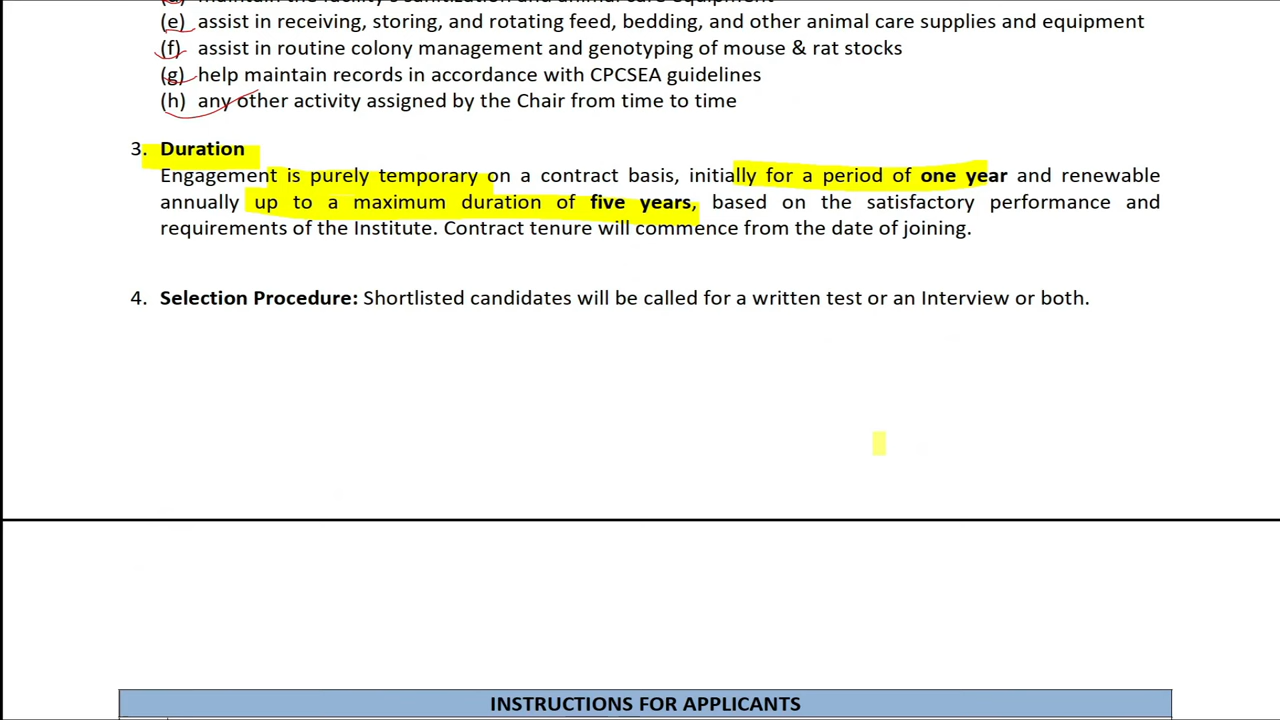 (e) assist in receiving, storing, and rotating feed, bedding, and other animal care supplies and equipment
(f) assist in routine colony management and genotyping of mouse & rat stocks
(g) help maintain records in accordance with CPCSEA guidelines
(h) any other activity assigned by the Chair from time to time
3. Duration
Engagement is purely temporary on a contract basis, initially for a period of one year and renewable
annually up to a maximum duration of five years, based on the satisfactory performance and
requirements of the Institute. Contract tenure will commence from the date of joining.
4. Selection Procedure: Shortlisted candidates will be called for a written test or an Interview or both.
INSTRUCTIONS FOR APPLICANTS